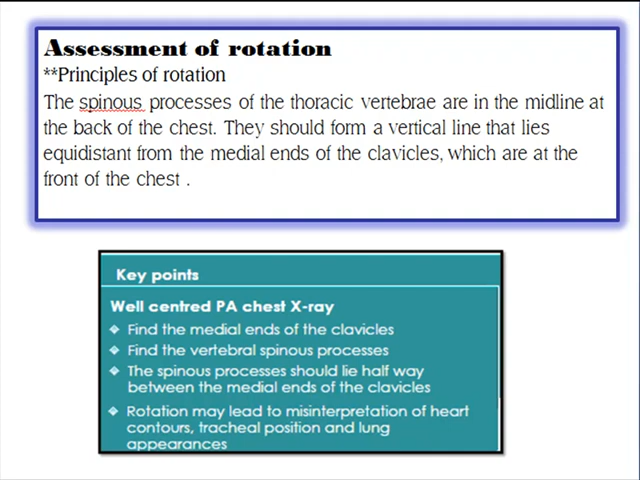 Assessment of rotation
**Principles of rotation
The spinous processes of the thoracic vertebrae are in the midline at
the back of the chest. They should form a vertical line that lies
equidistant from the medial ends of the clavicles, which are at the
front of the chest .
Key points
Well centred PA chest X-ray
❖ Find the medial ends of the clavicles
❖ Find the vertebral spinous processes
❖ The spinous processes should lie half way
between the medial ends of the clavicles
❖ Rotation may lead to misinterpretation of heart
contours, tracheal position and lung
appearances